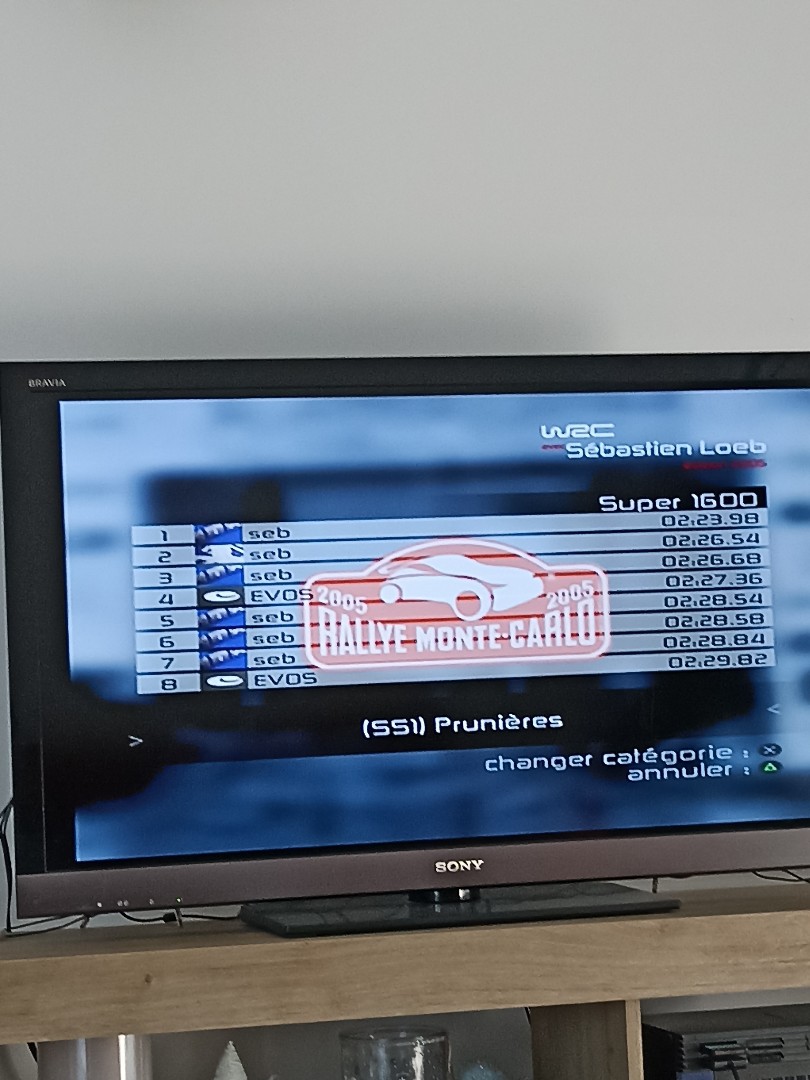 BRAVIA
WRC
avec Sébastien Loeb
Super 1600
1 seb 02:23.98
2 seb 02:26.54
3 seb 02:26.68
4 EVOS 02:27.36
5 seb 02:28.54
6 seb 02:28.58
7 seb 02:28.84
8 EVOS 02:29.82
2005 2005
RALLYE MONTE-CARLO
> (SS1) Prunières <
changer catégorie :
annuler :
SONY